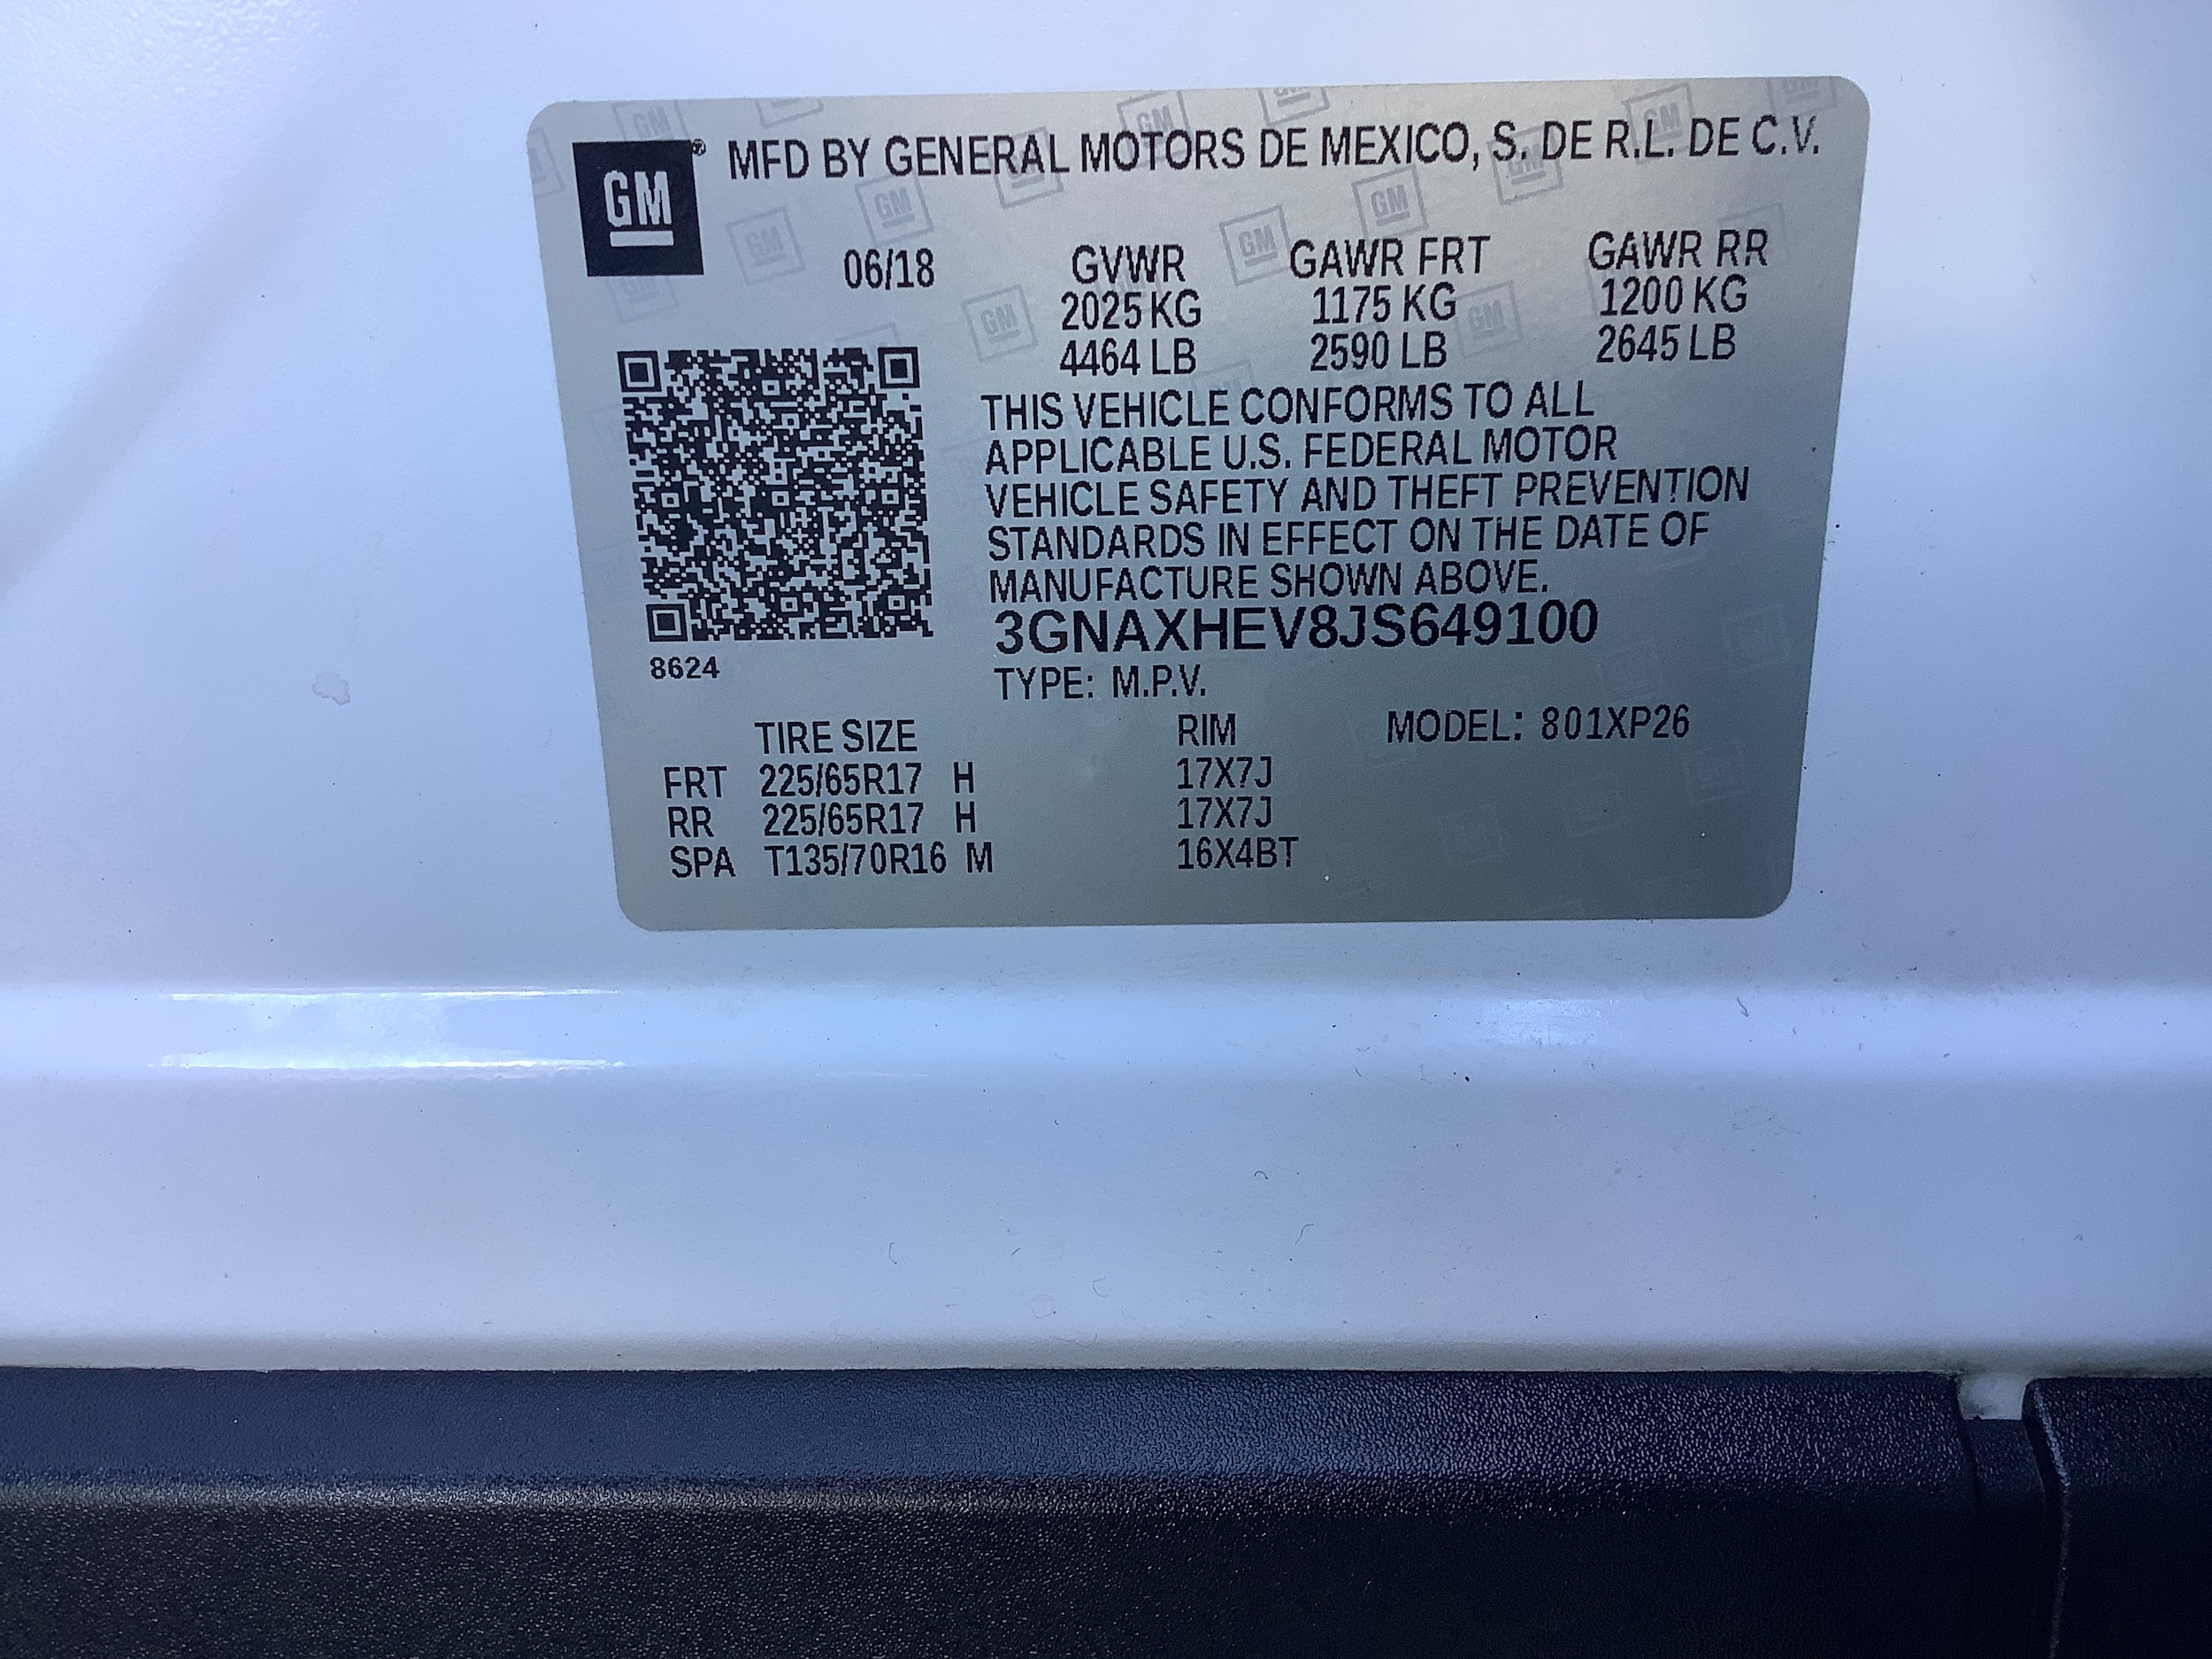 GM
MFD BY GENERAL MOTORS DE MEXICO, S. DE R.L. DE C.V.
06/18 GVWR GAWR FRT GAWR RR
2025 KG 1175 KG 1200 KG
4464 LB 2590 LB 2645 LB
THIS VEHICLE CONFORMS TO ALL
APPLICABLE U.S. FEDERAL MOTOR
VEHICLE SAFETY AND THEFT PREVENTION
STANDARDS IN EFFECT ON THE DATE OF
MANUFACTURE SHOWN ABOVE.
3GNAXHEV8JS649100
8624
TYPE: M.P.V.
TIRE SIZE RIM MODEL: 801XP26
FRT 225/65R17 H 17X7J
RR 225/65R17 H 17X7J
SPA T135/70R16 M 16X4BT